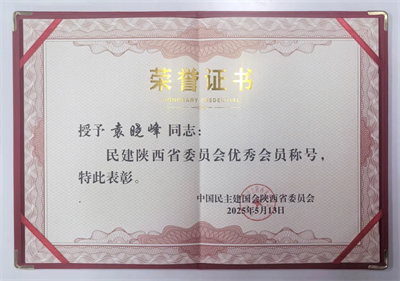 荣誉证书
授予袁晓峰同志：
民建陕西省委员会优秀会员称号，
特此表彰。
中国民主建国会陕西省委员会
2025年5月13日